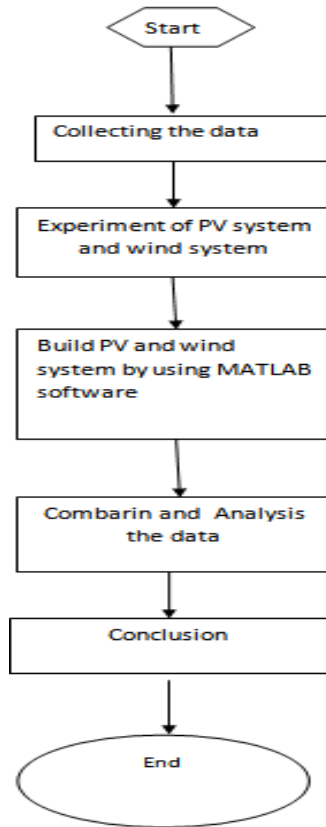 Start
Collecting the data
Experiment of PV system
and wind system
Build PV and wind
system by using MATLAB
software
Combarin and Analysis
the data
Conclusion
End